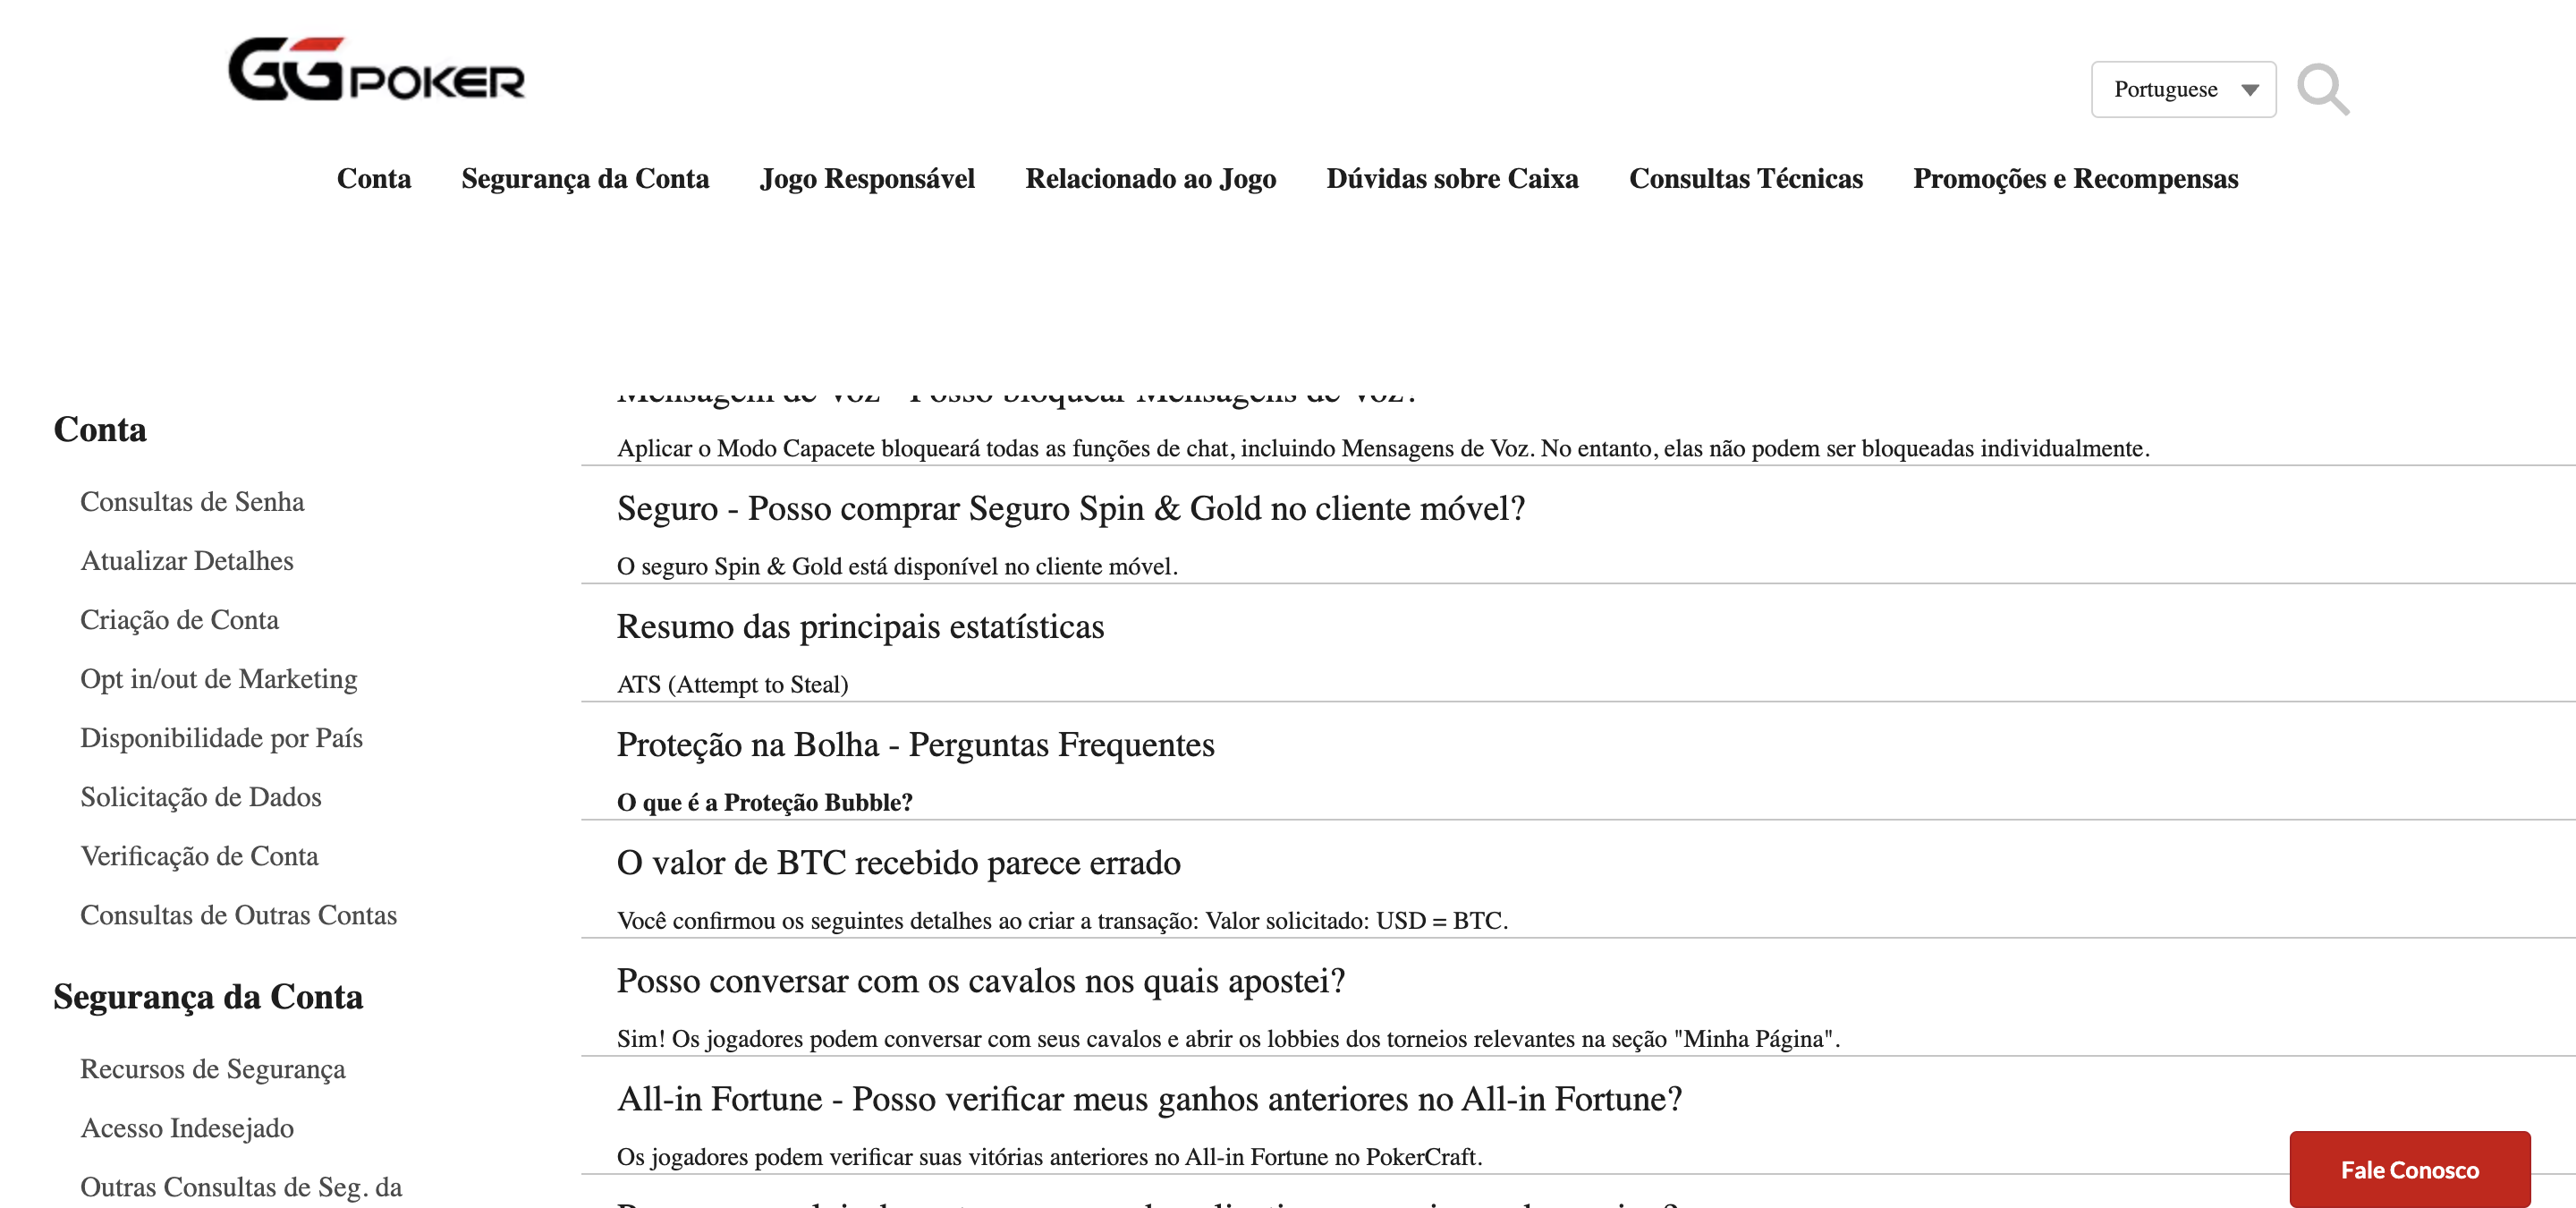 GGPOKER
Portuguese
Conta Segurança da Conta Jogo Responsável Relacionado ao Jogo Dúvidas sobre Caixa Consultas Técnicas Promoções e Recompensas
Conta
Consultas de Senha
Atualizar Detalhes
Criação de Conta
Opt in/out de Marketing
Disponibilidade por País
Solicitação de Dados
Verificação de Conta
Consultas de Outras Contas
Segurança da Conta
Recursos de Segurança
Acesso Indesejado
Outras Consultas de Seg. da
Mensagem de Voz - Posso bloquear Mensagens de Voz?
Aplicar o Modo Capacete bloqueará todas as funções de chat, incluindo Mensagens de Voz. No entanto, elas não podem ser bloqueadas individualmente.
Seguro - Posso comprar Seguro Spin & Gold no cliente móvel?
O seguro Spin & Gold está disponível no cliente móvel.
Resumo das principais estatísticas
ATS (Attempt to Steal)
Proteção na Bolha - Perguntas Frequentes
O que é a Proteção Bubble?
O valor de BTC recebido parece errado
Você confirmou os seguintes detalhes ao criar a transação: Valor solicitado: USD = BTC.
Posso conversar com os cavalos nos quais apostei?
Sim! Os jogadores podem conversar com seus cavalos e abrir os lobbies dos torneios relevantes na seção "Minha Página".
All-in Fortune - Posso verificar meus ganhos anteriores no All-in Fortune?
Os jogadores podem verificar suas vitórias anteriores no All-in Fortune no PokerCraft.
Fale Conosco